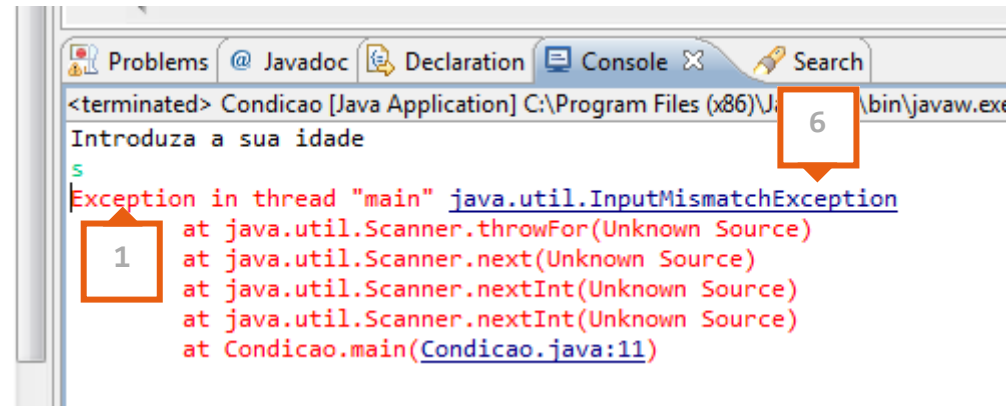 Problems @ Javadoc Declaration Console Search
<terminated> Condicao [Java Application] C:\Program Files (x86)\J \bin\javaw.exe
6
Introduza a sua idade
s
Exception in thread "main" java.util.InputMismatchException
at java.util.Scanner.throwFor(Unknown Source)
1
at java.util.Scanner.next(Unknown Source)
at java.util.Scanner.nextInt(Unknown Source)
at java.util.Scanner.nextInt(Unknown Source)
at Condicao.main(Condicao.java:11)